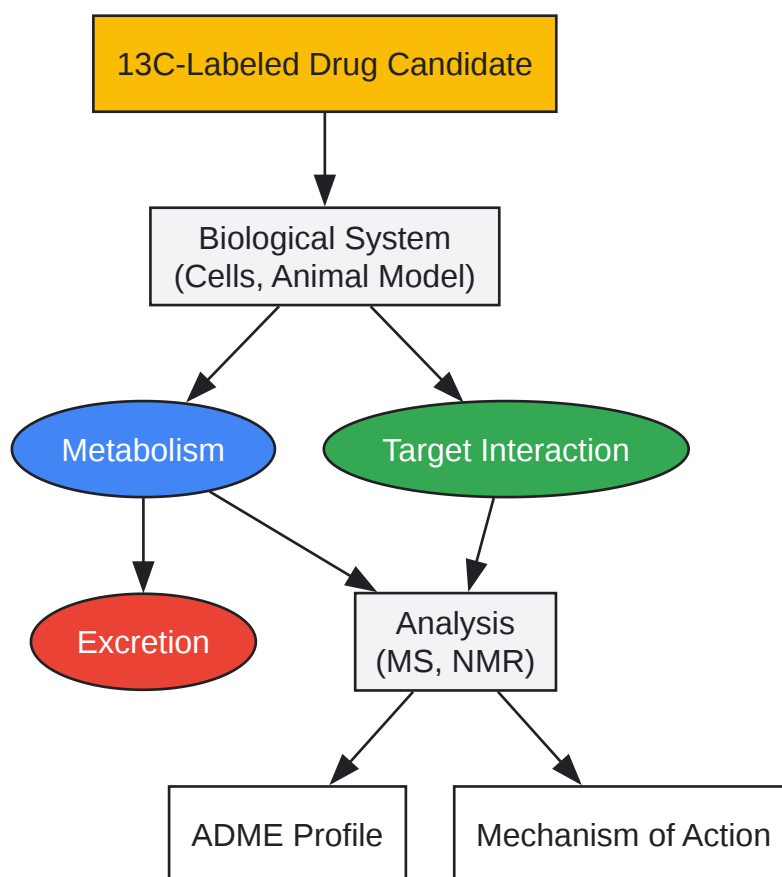 13C-Labeled Drug Candidate
Biological System
(Cells, Animal Model)
Metabolism
Target Interaction
Excretion
Analysis
(MS, NMR)
ADME Profile
Mechanism of Action